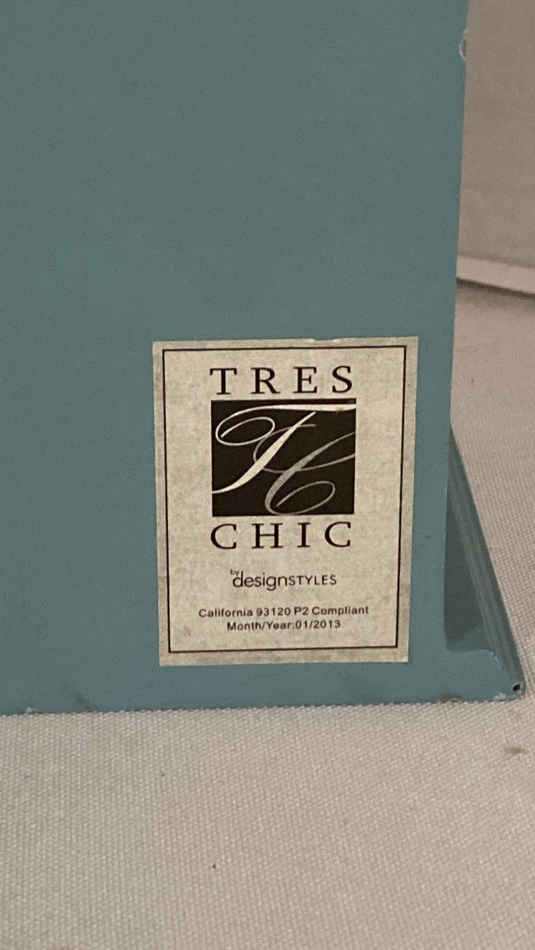 TRES
TC
CHIC
by designSTYLES
California 93120 P2 Compliant
Month/Year:01/2013